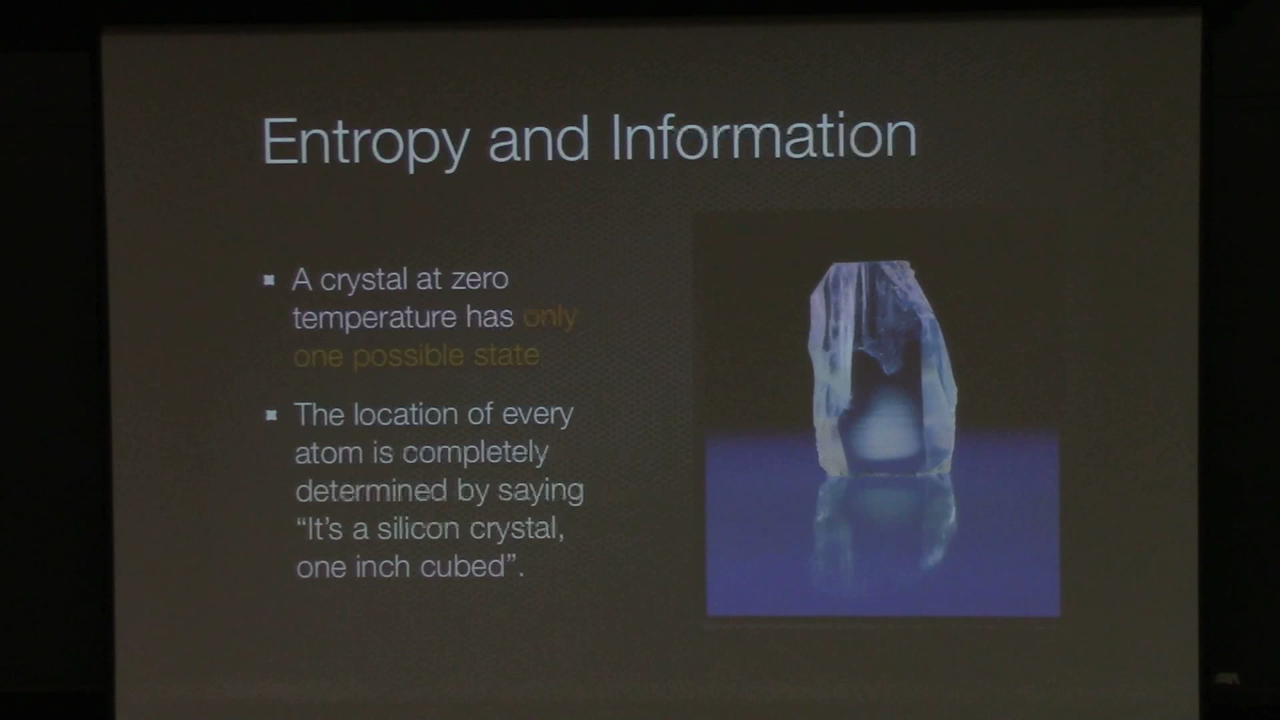 Entropy and Information
A crystal at zero
temperature has only
one possible state
The location of every
atom is completely
determined by saying
“It’s a silicon crystal,
one inch cubed”.